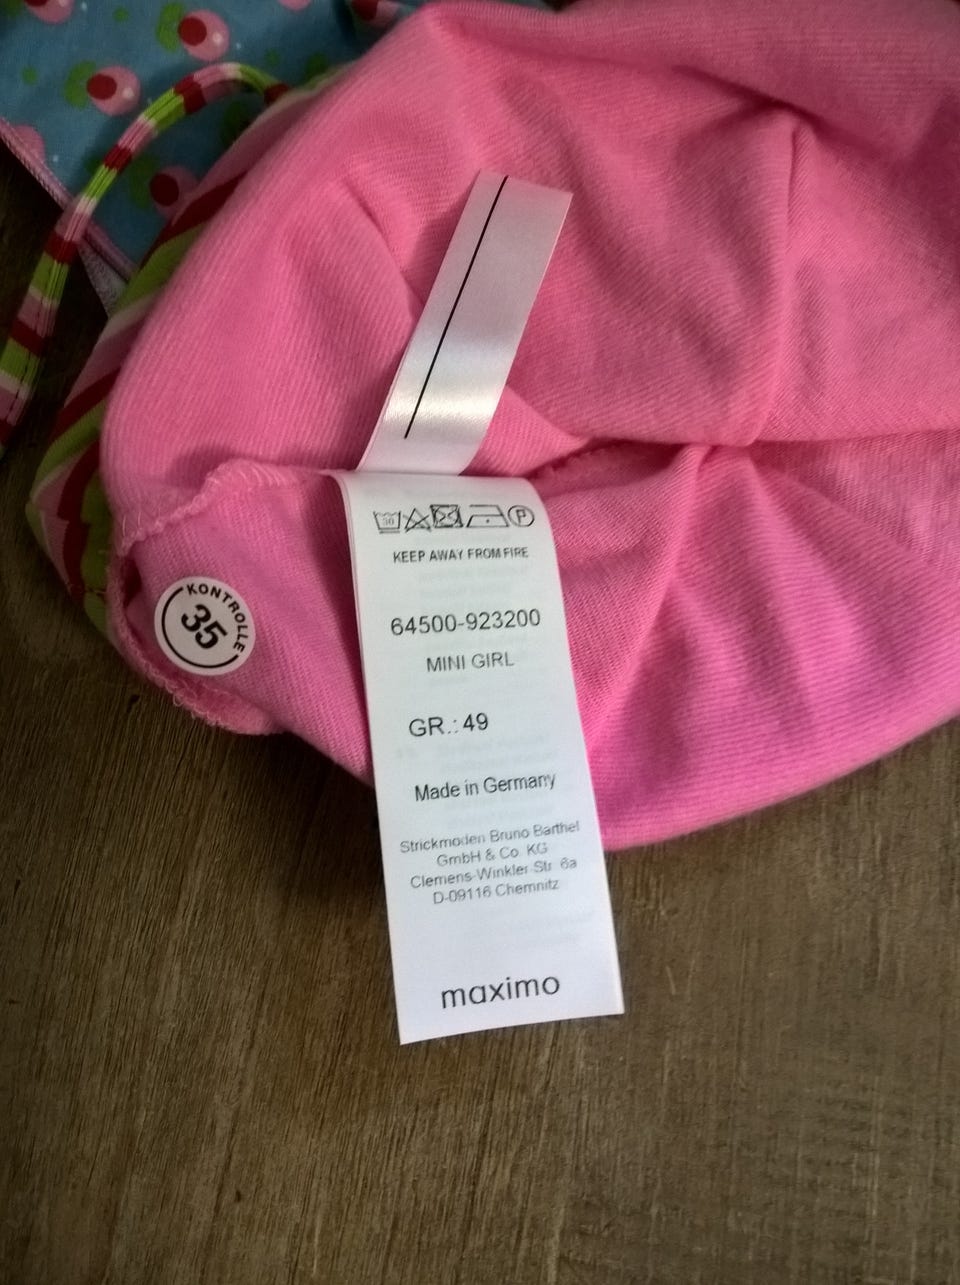 30
P
KEEP AWAY FROM FIRE
64500-923200
MINI GIRL
GR.: 49
Made in Germany
Strickmoden Bruno Barthel
GmbH & Co. KG
Clemens-Winkler-Str. 6a
D-09116 Chemnitz
maximo
KONTROLLE
35